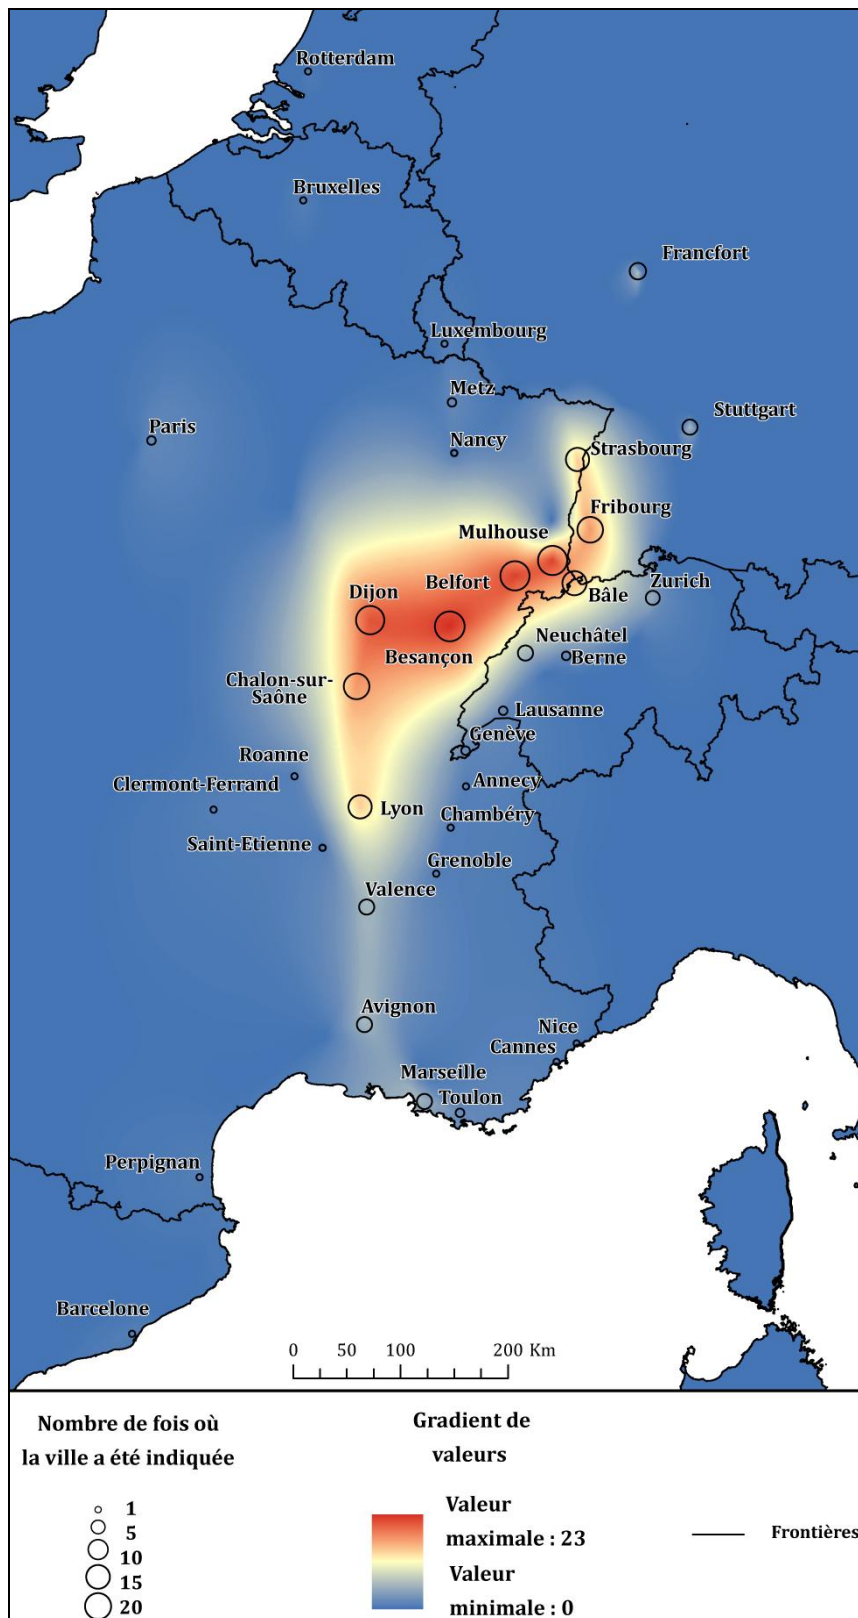 Rotterdam
Bruxelles
Francfort
Luxembourg
Metz
Paris
Stuttgart
Nancy
Strasbourg
Fribourg
Mulhouse
Belfort
Zurich
Dijon
Bâle
Neuchâtel
Besançon
Berne
Chalon-sur-
Saône
Lausanne
Genève
Roanne
Clermont-Ferrand
Annecy
Lyon
Chambéry
Saint-Etienne
Grenoble
Valence
Avignon
Nice
Cannes
Marseille
Toulon
Perpignan
Barcelone
0 50 100 200 Km
Nombre de fois où
la ville a été indiquée
1
5
10
15
20
Gradient de
valeurs
Valeur
maximale : 23
Valeur
minimale : 0
Frontières